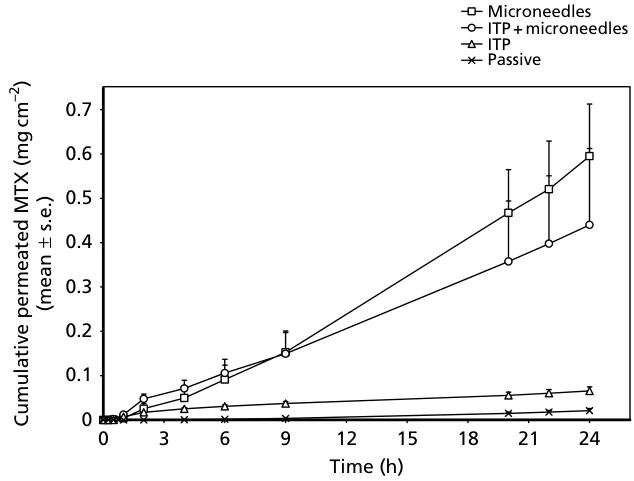 Microneedles
ITP + microneedles
ITP
Passive
Cumulative permeated MTX (mg cm⁻²)
(mean ± s.e.)
0.7
0.6
0.5
0.4
0.3
0.2
0.1
0
0 3 6 9 12 15 18 21 24
Time (h)